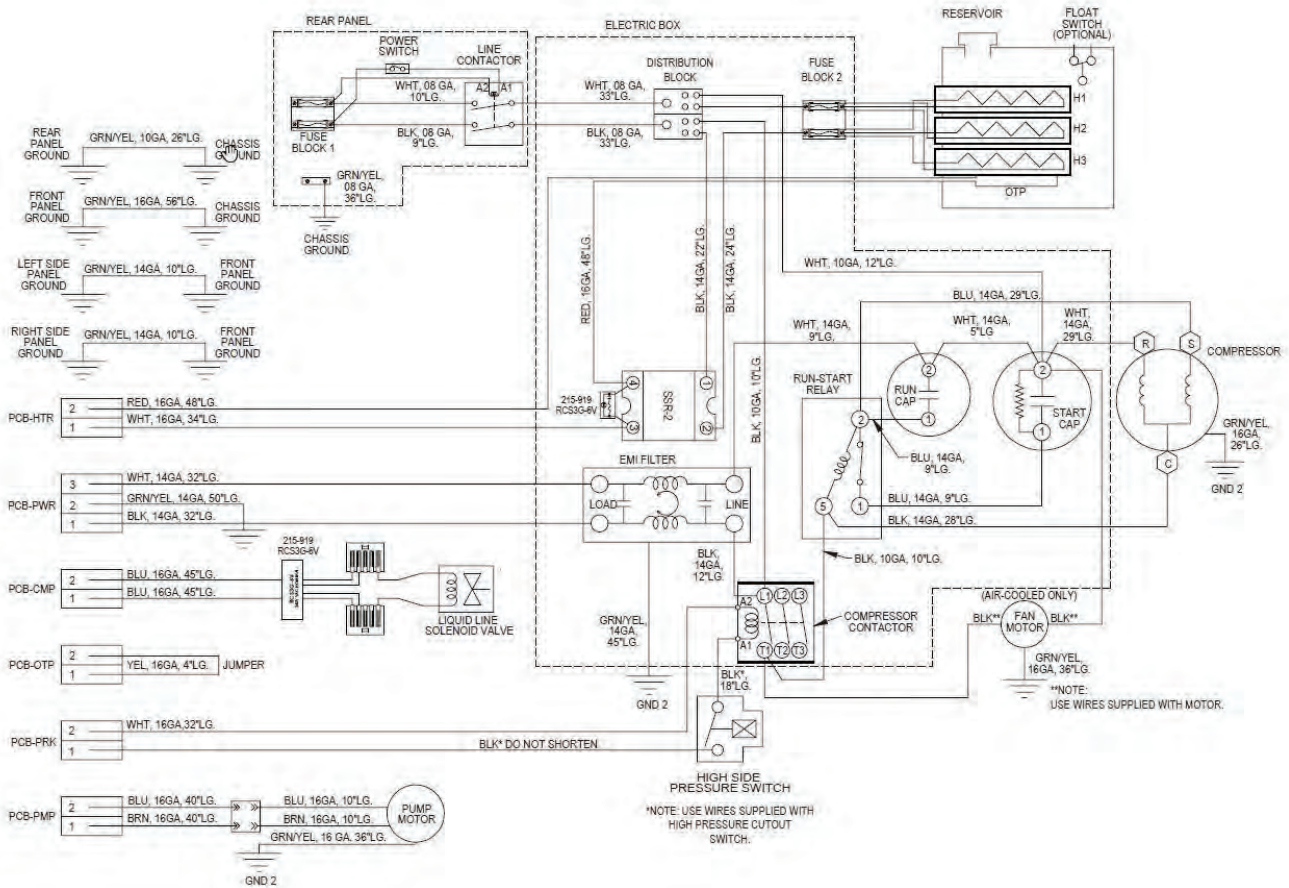 REAR PANEL
POWER
SWITCH
LINE
CONTACTOR
A2 A1
WHT, 08 GA,
10"LG.
FUSE
BLOCK 1
BLK, 08 GA,
9"LG.
GRN/YEL,
08 GA,
36"LG.
CHASSIS
GROUND
ELECTRIC BOX
WHT, 08 GA,
33"LG.
BLK, 08 GA,
33"LG.
DISTRIBUTION
BLOCK
FUSE
BLOCK 2
RESERVOIR
FLOAT
SWITCH
(OPTIONAL)
H1
H2
H3
OTP
REAR
PANEL
GROUND
GRN/YEL, 10GA, 26"LG.
CHASSIS
GROUND
FRONT
PANEL
GROUND
GRN/YEL, 16GA, 56"LG.
CHASSIS
GROUND
LEFT SIDE
PANEL
GROUND
GRN/YEL, 14GA, 10"LG.
FRONT
PANEL
GROUND
RIGHT SIDE
PANEL
GROUND
GRN/YEL, 14GA, 10"LG.
FRONT
PANEL
GROUND
RED, 16GA, 48"LG.
BLK, 14GA, 22"LG.
BLK, 14GA, 24"LG.
WHT, 10GA, 12"LG.
BLU, 14GA, 29"LG.
WHT, 14GA,
9"LG.
WHT, 14GA,
5"LG
WHT,
14GA,
29"LG.
R
S
C
COMPRESSOR
GRN/YEL,
16GA,
26"LG.
GND 2
RUN-START
RELAY
2
5
1
2
RUN
CAP
1
2
START
CAP
1
BLU, 14GA,
9"LG.
BLU, 14GA, 9"LG.
BLK, 14GA, 28"LG.
BLK, 10GA, 10"LG.
BLK, 10GA, 10"LG.
PCB-HTR
2
RED, 16GA, 48"LG.
1
WHT, 16GA, 34"LG.
215-919
RCS3G-6V
4
3
SSR-2
1
2
PCB-PWR
3
WHT, 14GA, 32"LG.
2
GRN/YEL, 14GA, 50"LG.
1
BLK, 14GA, 32"LG.
EMI FILTER
LOAD
LINE
BLK,
14GA,
12"LG.
GRN/YEL,
14GA,
45"LG.
GND 2
PCB-CMP
2
BLU, 16GA, 45"LG.
1
BLU, 16GA, 45"LG.
215-919
RCS3G-6V
LIQUID LINE
SOLENOID VALVE
A2
A1
L1 L2 L3
T1 T2 T3
COMPRESSOR
CONTACTOR
(AIR-COOLED ONLY)
BLK**
FAN
MOTOR
BLK**
GRN/YEL,
16GA, 36"LG.
**NOTE:
USE WIRES SUPPLIED WITH MOTOR.
PCB-OTP
2
1
YEL, 16GA, 4"LG.
JUMPER
PCB-PRK
2
WHT, 16GA,32"LG.
1
BLK* DO NOT SHORTEN
BLK*,
18"LG.
HIGH SIDE
PRESSURE SWITCH
*NOTE: USE WIRES SUPPLIED WITH
HIGH PRESSURE CUTOUT
SWITCH.
PCB-PMP
2
BLU, 16GA, 40"LG.
BLU, 16GA, 10"LG.
1
BRN, 16GA, 40"LG.
BRN, 16GA, 10"LG.
GRN/YEL, 16 GA, 36"LG.
GND 2
PUMP
MOTOR